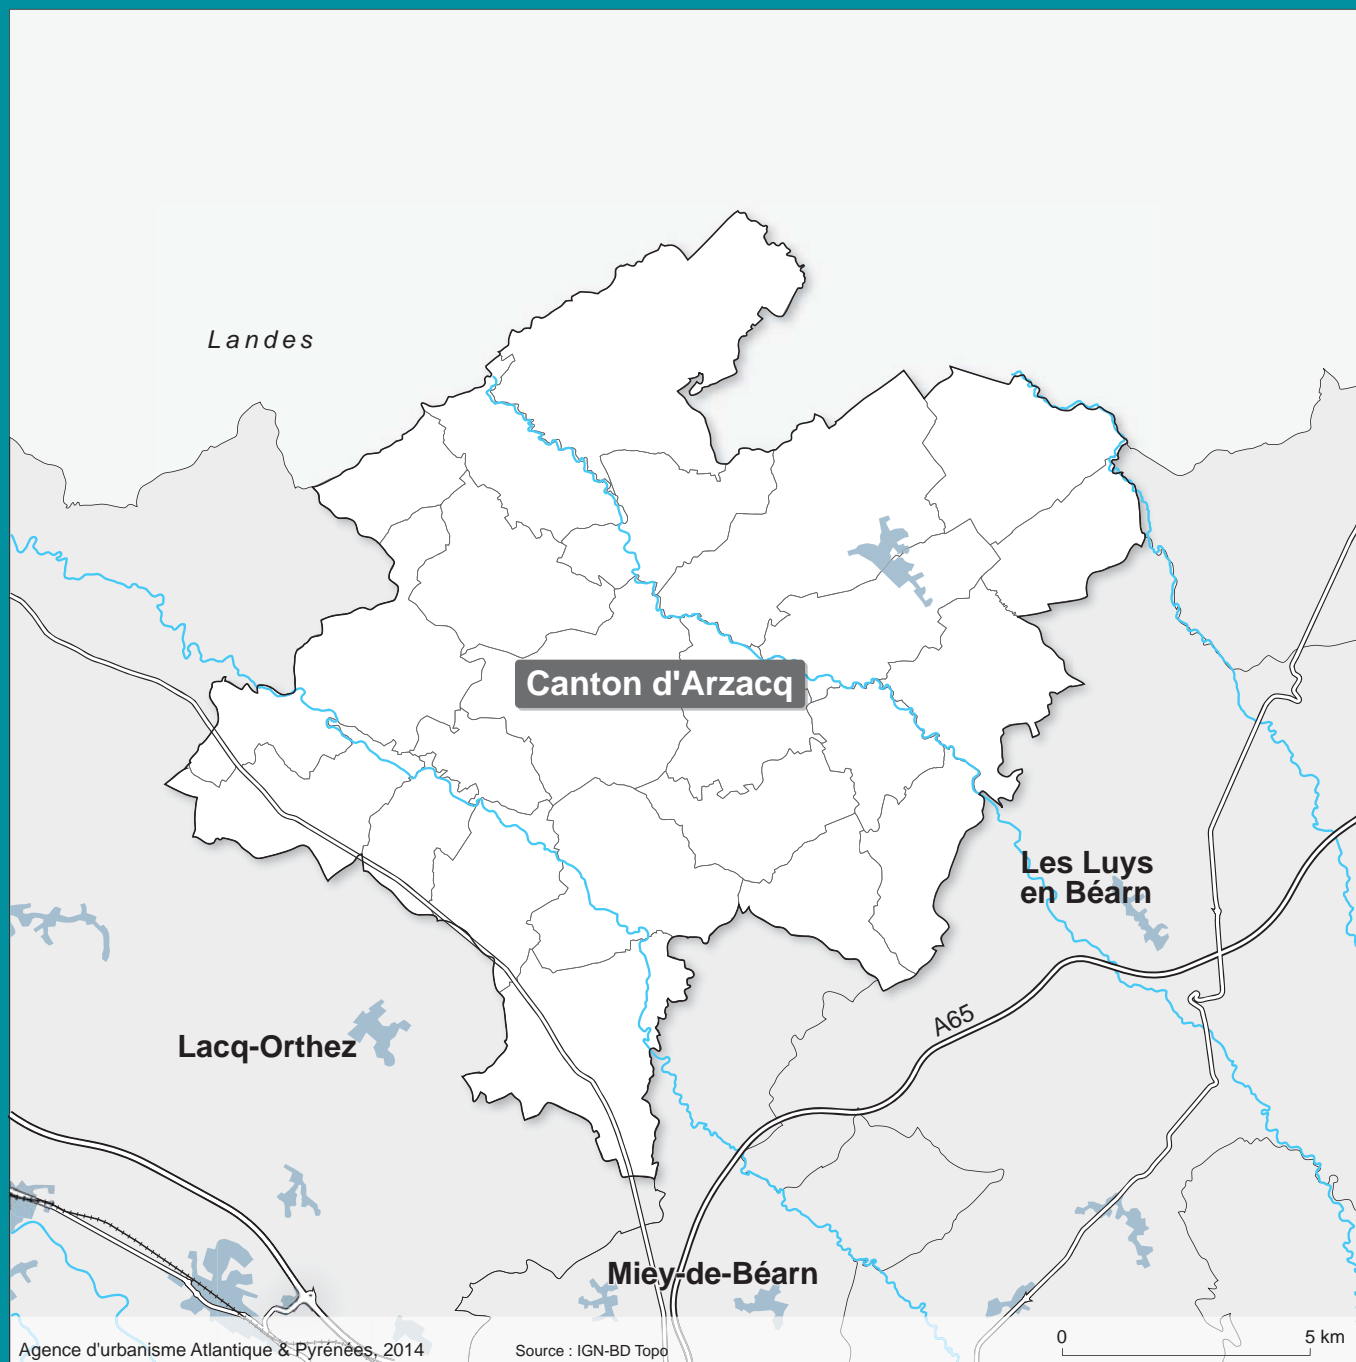 Landes
Canton d'Arzacq
Les Luys
en Béarn
A65
Lacq-Orthez
Miey-de-Béarn
0 5 km
Agence d'urbanisme Atlantique & Pyrénées, 2014
Source : IGN-BD Topo